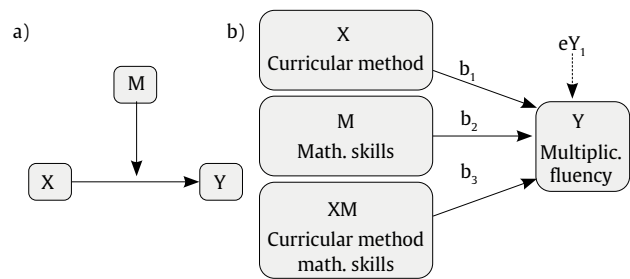 a)
M
X
Y
b)
X
Curricular method
M
Math. skills
XM
Curricular method
math. skills
b₁
b₂
b₃
eY₁
Y
Multiplic.
fluency